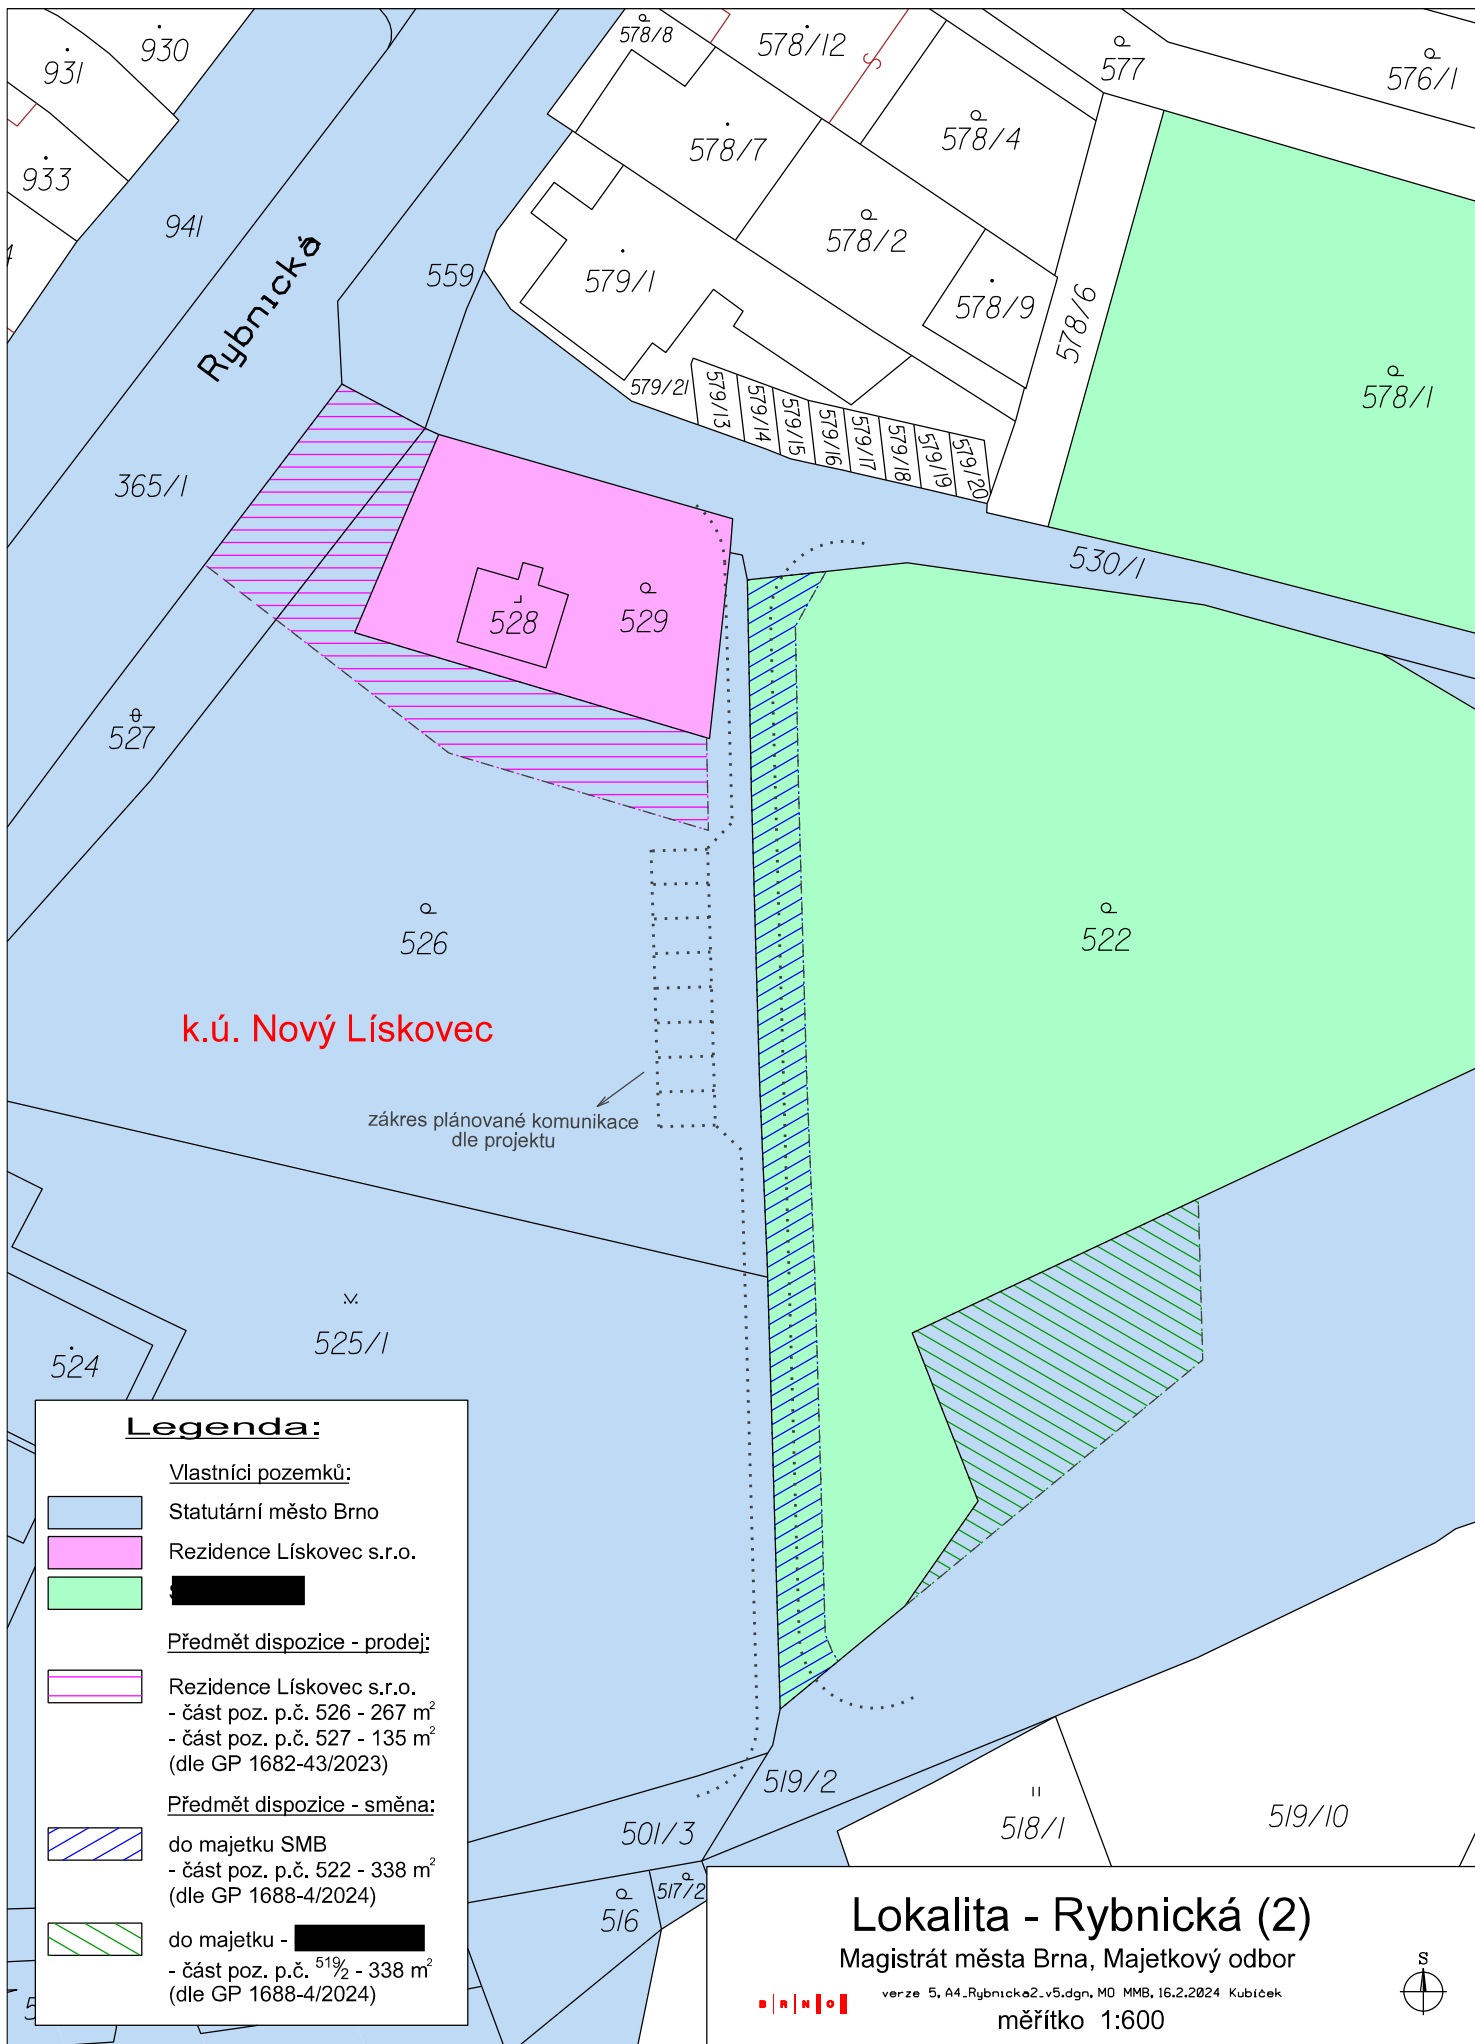 930
931
933
941
Rybnická
559
365/1
578/8
578/12
S
577
576/1
578/7
578/4
578/2
579/1
578/9
578/6
578/1
579/21
579/13
579/14
579/15
579/16
579/17
579/18
579/19
579/20
530/1
528
529
527
526
522
k.ú. Nový Lískovec
zákres plánované komunikace
dle projektu
525/1
524
519/2
501/3
518/1
519/10
517/2
516
Legenda:
Vlastníci pozemků:
Statutární město Brno
Rezidence Lískovec s.r.o.
Předmět dispozice - prodej:
Rezidence Lískovec s.r.o.
- část poz. p.č. 526 - 267 m²
- část poz. p.č. 527 - 135 m²
(dle GP 1682-43/2023)
Předmět dispozice - směna:
do majetku SMB
- část poz. p.č. 522 - 338 m²
(dle GP 1688-4/2024)
do majetku -
- část poz. p.č. 519/2 - 338 m²
(dle GP 1688-4/2024)
Lokalita - Rybnická (2)
Magistrát města Brna, Majetkový odbor
verze 5, A4_Rybnicka2_v5.dgn, MO MMB, 16.2.2024 Kubíček
měřítko 1:600
BRNO
S